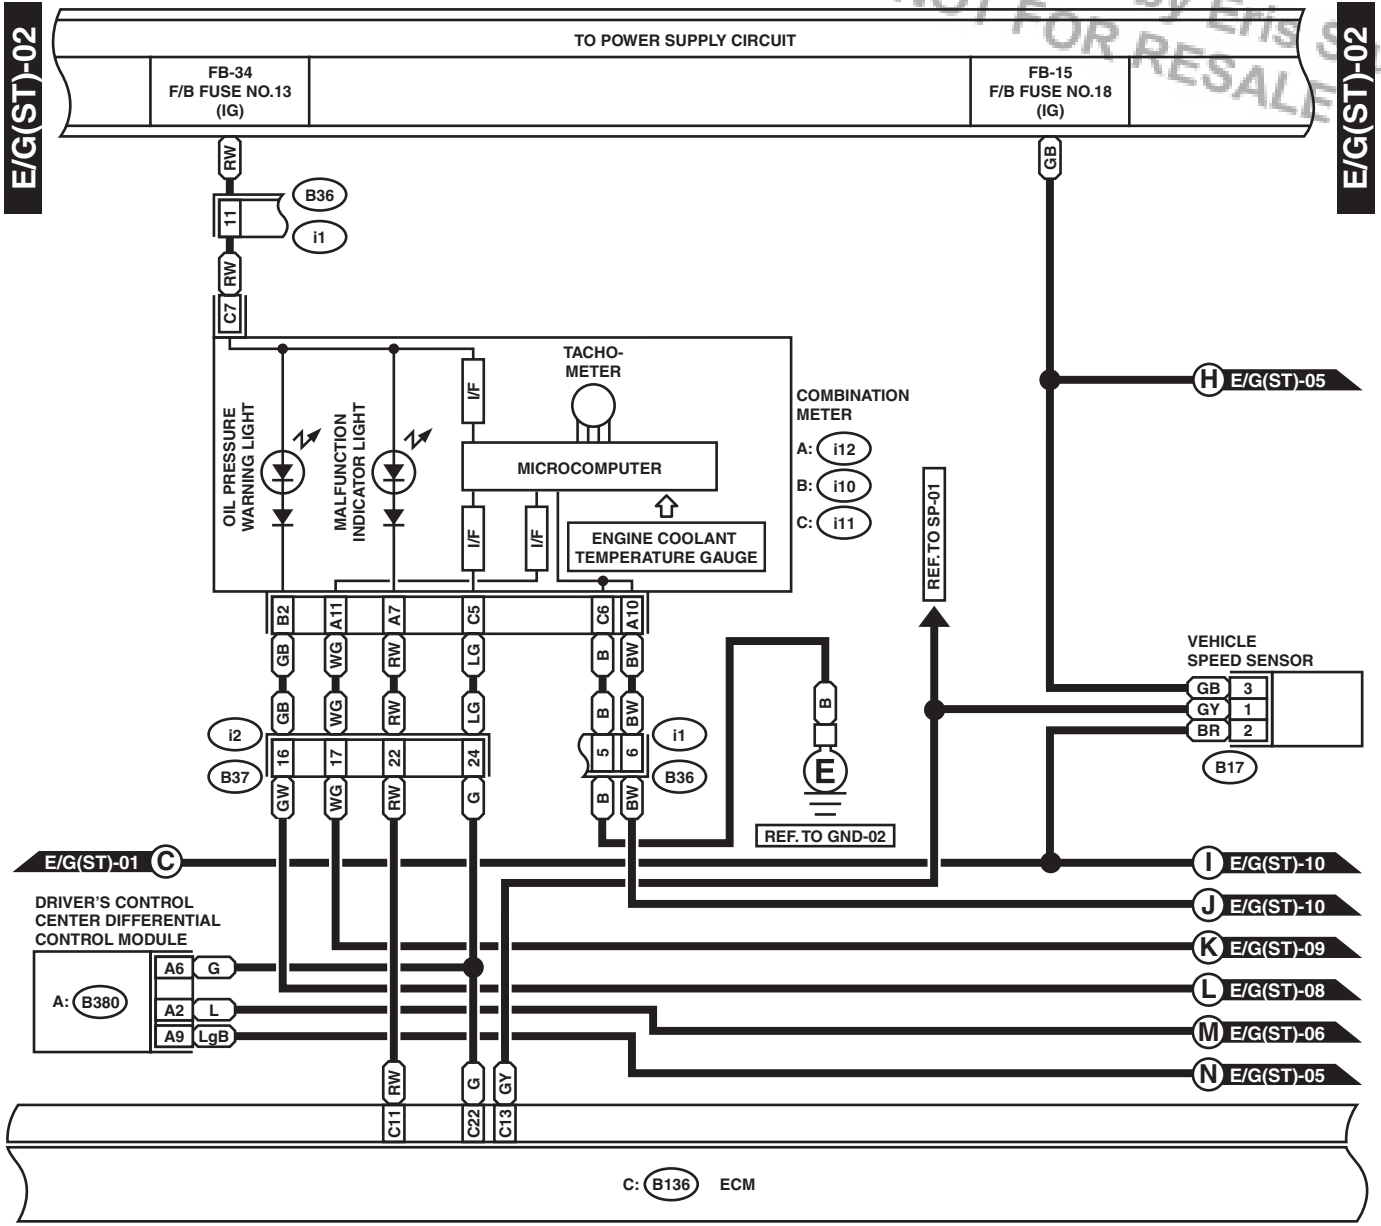 by Eris S
NOT FOR RESALE
E/G(ST)-02
E/G(ST)-02
TO POWER SUPPLY CIRCUIT
FB-34
F/B FUSE NO.13
(IG)
FB-15
F/B FUSE NO.18
(IG)
RW
GB
11
B36
i1
RW
C7
TACHO-
METER
I/F
OIL PRESSURE
WARNING LIGHT
MALFUNCTION
INDICATOR LIGHT
MICROCOMPUTER
I/F
I/F
ENGINE COOLANT
TEMPERATURE GAUGE
COMBINATION
METER
A: i12
B: i10
C: i11
H E/G(ST)-05
REF. TO SP-01
B2 A11 A7 C5 C6 A10
GB WG RW LG B BW
GB WG RW LG B BW
B
VEHICLE
SPEED SENSOR
GB 3
GY 1
BR 2
B17
i2
B37
16 17 22 24
5 6
i1
B36
GW WG RW G B BW
E
REF. TO GND-02
E/G(ST)-01 C
I E/G(ST)-10
J E/G(ST)-10
K E/G(ST)-09
L E/G(ST)-08
M E/G(ST)-06
N E/G(ST)-05
DRIVER'S CONTROL
CENTER DIFFERENTIAL
CONTROL MODULE
A: B380
A6 G
A2 L
A9 LgB
RW G GY
C11 C22 C13
C: B136 ECM